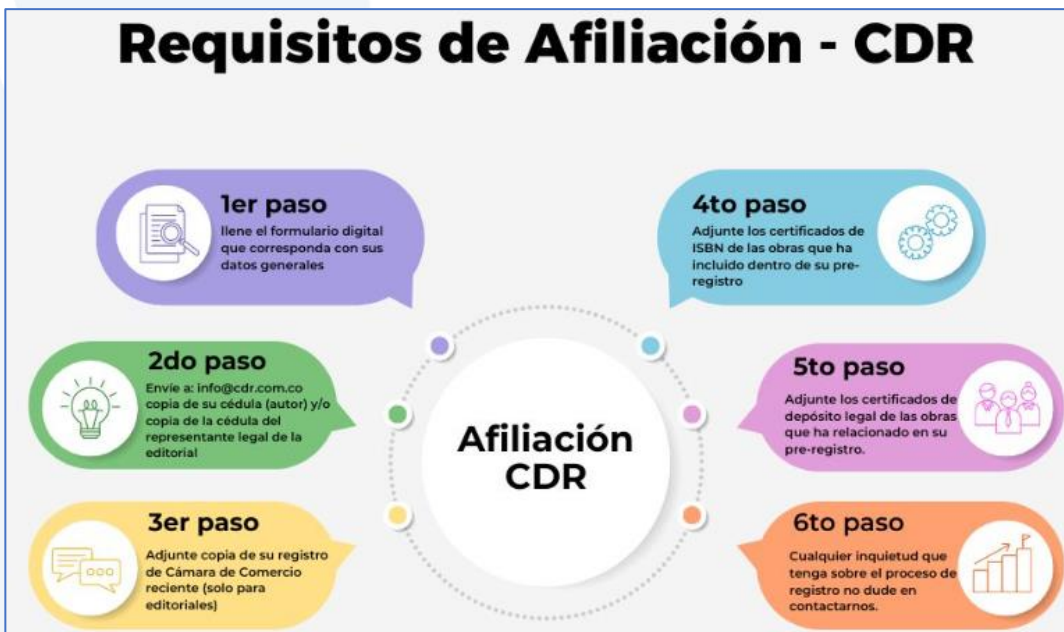 Requisitos de Afiliación - CDR
1er paso
llene el formulario digital
que corresponda con sus
datos generales
2do paso
Envíe a: info@cdr.com.co
copia de su cédula (autor) y/o
copia de la cédula del
representante legal de la
editorial
3er paso
Adjunte copia de su registro
de Cámara de Comercio
reciente (solo para
editoriales)
Afiliación
CDR
4to paso
Adjunte los certificados de
ISBN de las obras que ha
incluido dentro de su pre-
registro
5to paso
Adjunte los certificados de
depósito legal de las obras
que ha relacionado en su
pre-registro.
6to paso
Cualquier inquietud que
tenga sobre el proceso de
registro no dude en
contactarnos.